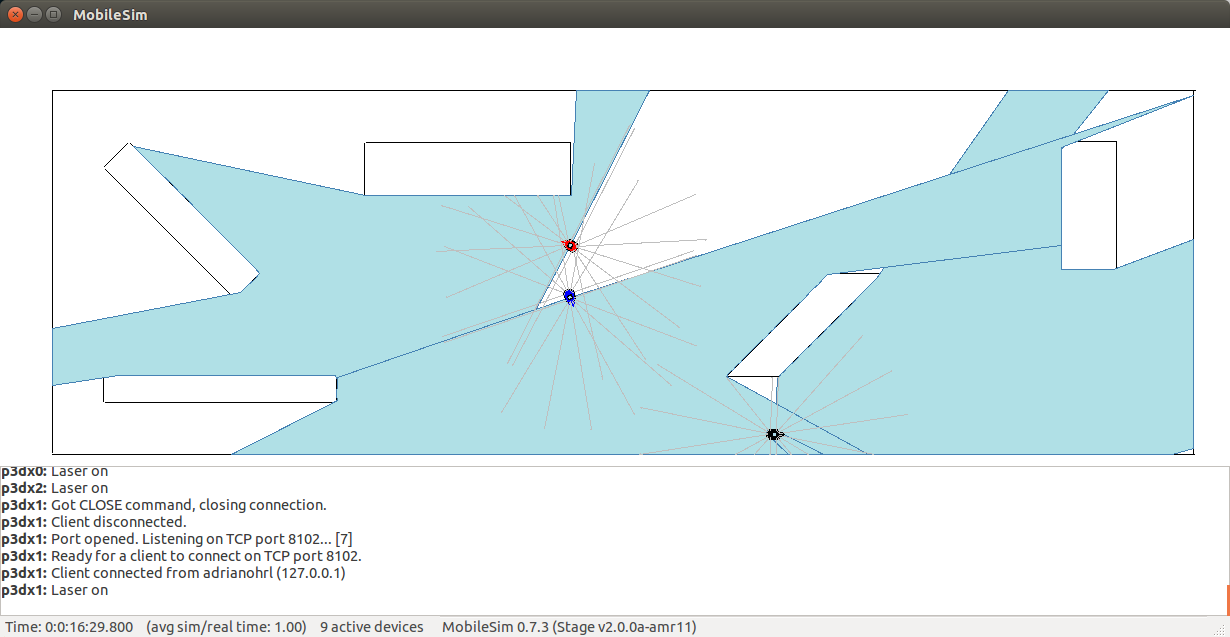 MobileSim
p3dx0: Laser on
p3dx2: Laser on
p3dx1: Got CLOSE command, closing connection.
p3dx1: Client disconnected.
p3dx1: Port opened. Listening on TCP port 8102... [7]
p3dx1: Ready for a client to connect on TCP port 8102.
p3dx1: Client connected from adrianohrl (127.0.0.1)
p3dx1: Laser on
Time: 0:0:16:29.800 (avg sim/real time: 1.00) 9 active devices MobileSim 0.7.3 (Stage v2.0.0a-amr11)